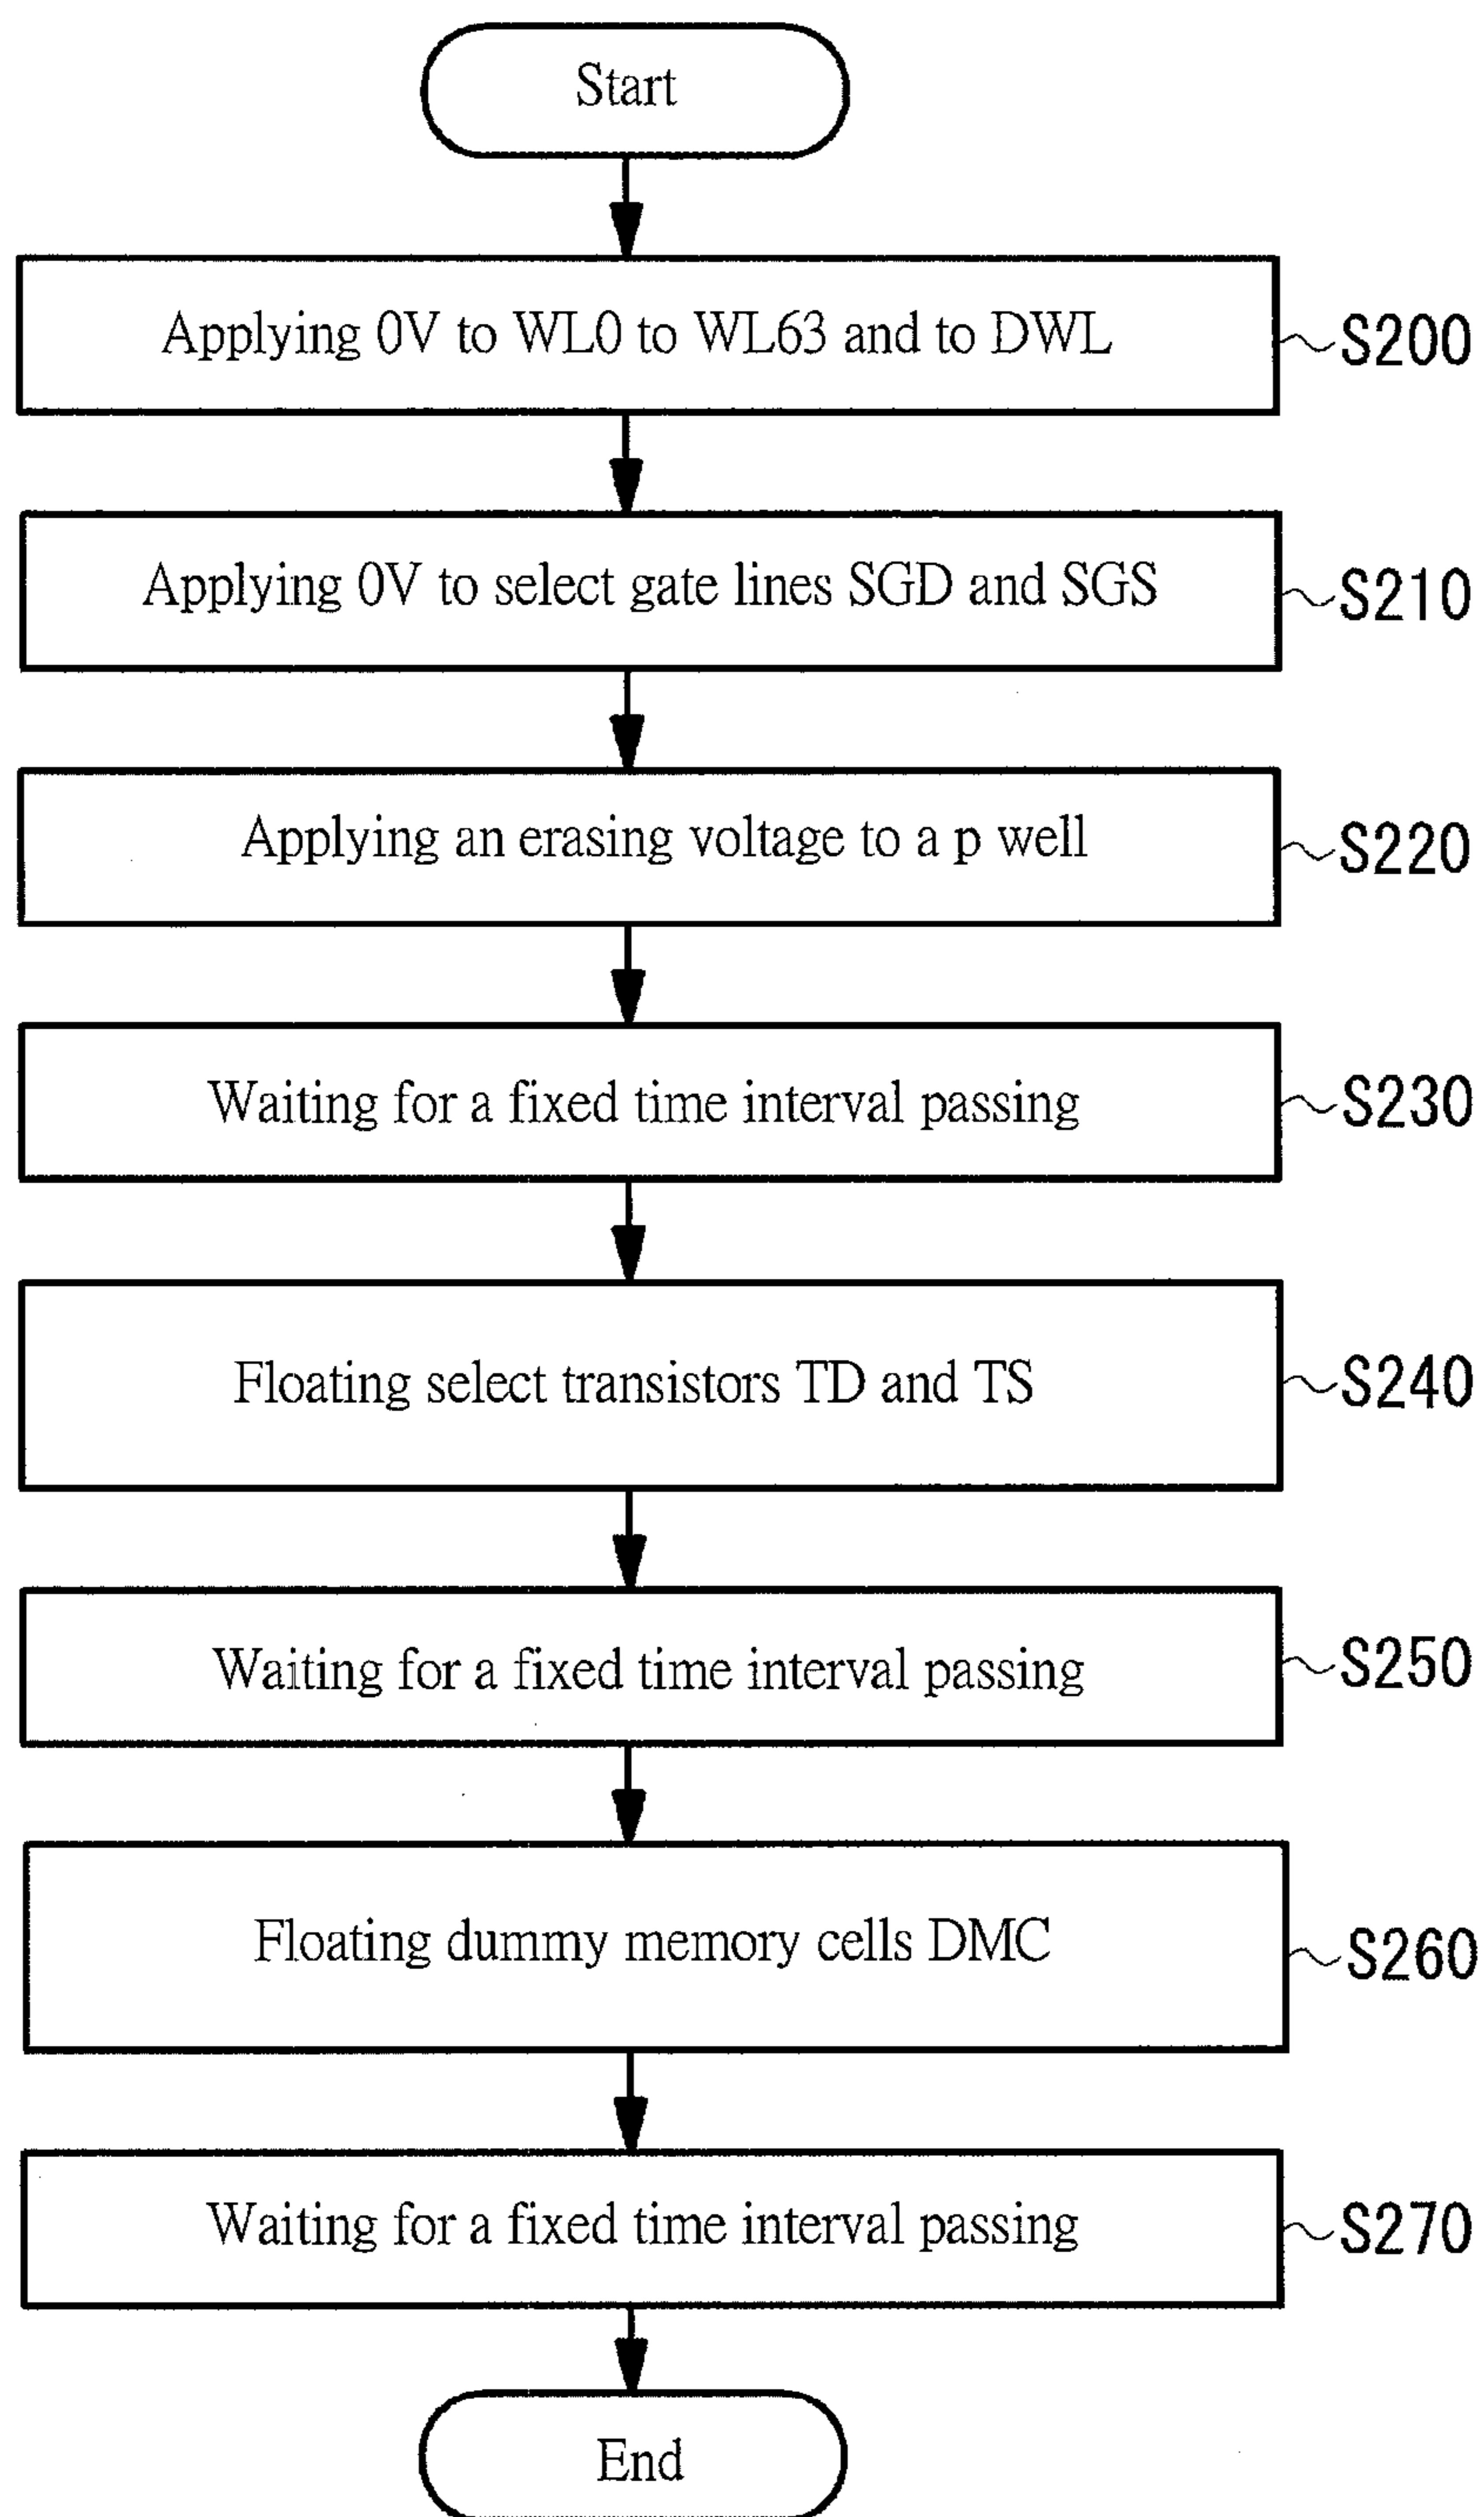 Start
Applying 0V to WL0 to WL63 and to DWL
S200
Applying 0V to select gate lines SGD and SGS
S210
Applying an erasing voltage to a p well
S220
Waiting for a fixed time interval passing
S230
Floating select transistors TD and TS
S240
Waiting for a fixed time interval passing
S250
Floating dummy memory cells DMC
S260
Waiting for a fixed time interval passing
S270
End